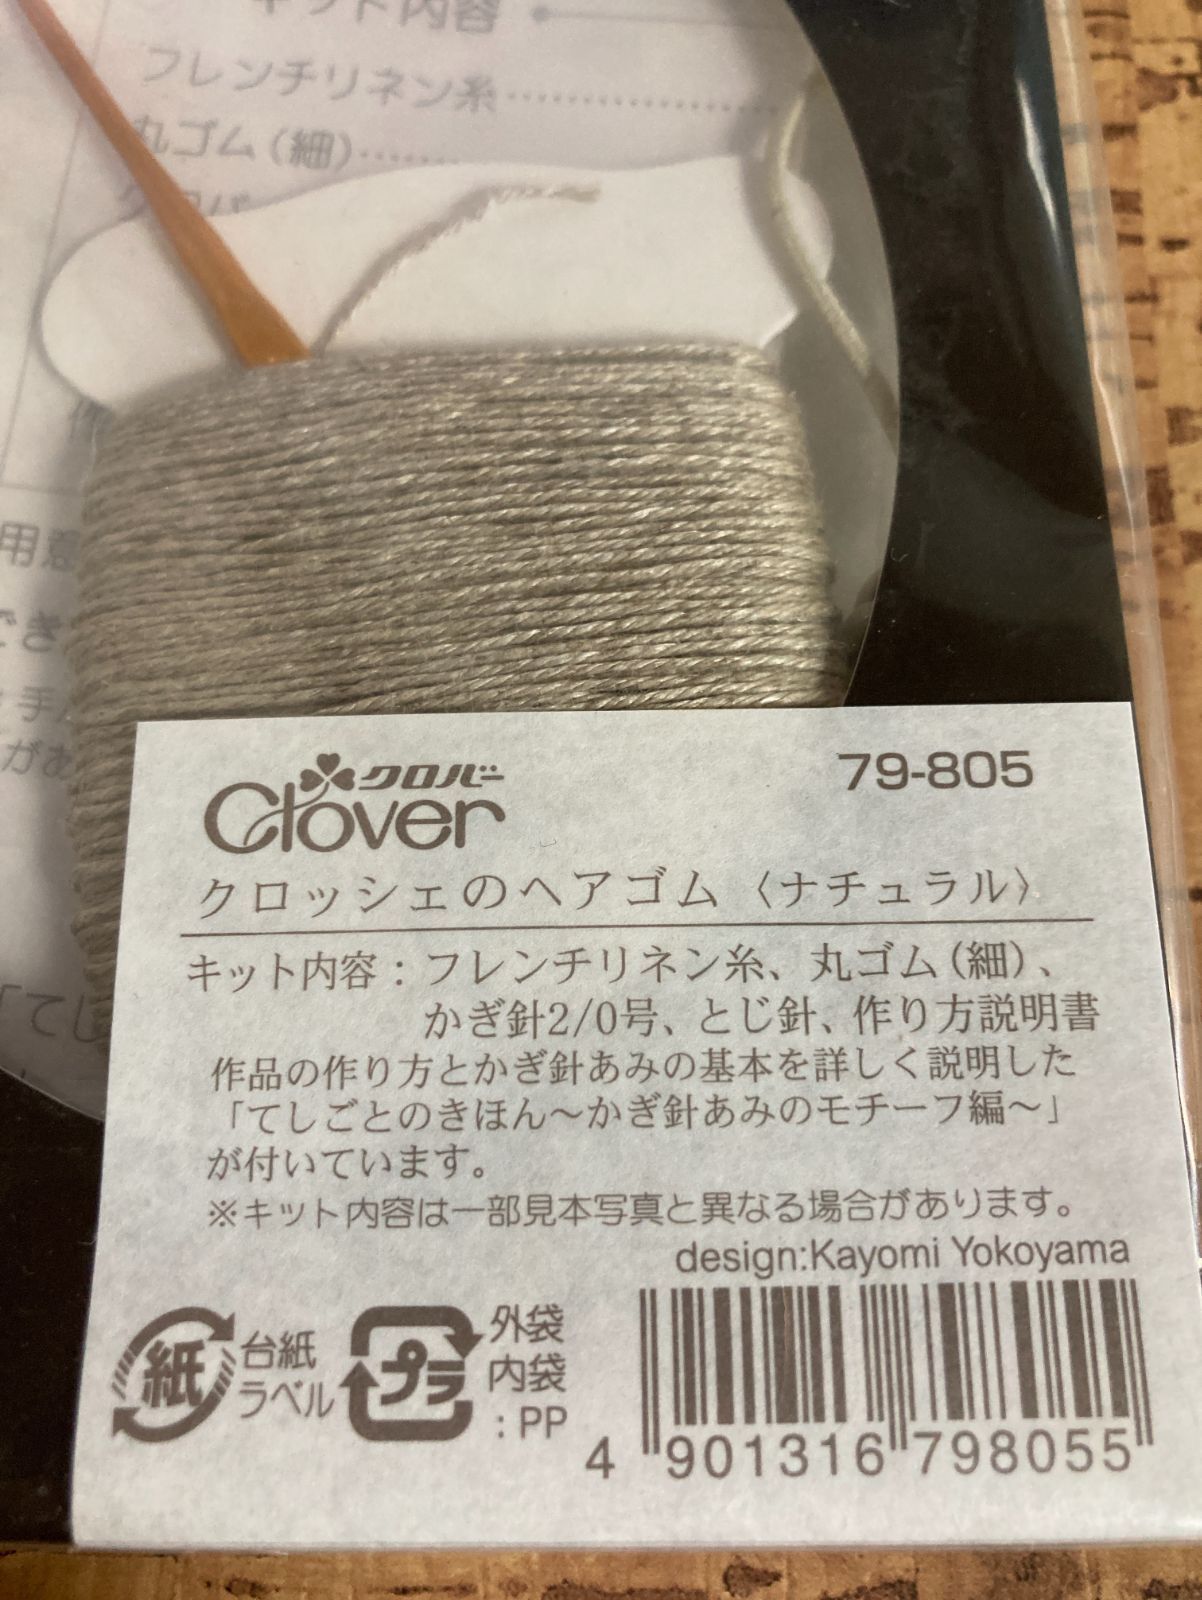 キット内容
フレンチリネン糸
丸ゴム(細)
用意
でき
手
があ
「てし
クロバー
Clover
79-805
クロッシェのヘアゴム〈ナチュラル〉
キット内容:フレンチリネン糸、丸ゴム(細)、
かぎ針2/0号、とじ針、作り方説明書
作品の作り方とかぎ針あみの基本を詳しく説明した
「てしごとのきほん〜かぎ針あみのモチーフ編〜」
が付いています。
※キット内容は一部見本写真と異なる場合があります。
design:Kayomi Yokoyama
紙
台紙
ラベル
プラ
外袋
内袋
:PP
4 901316 798055